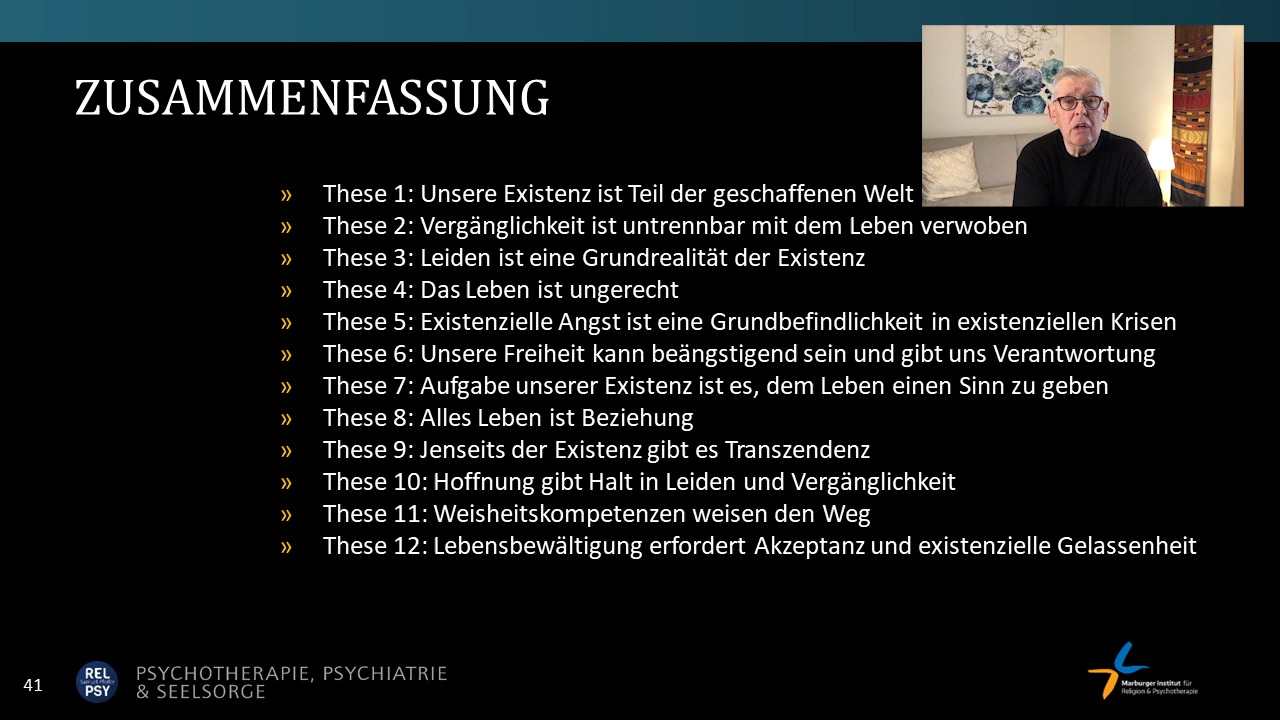 ZUSAMMENFASSUNG
» These 1: Unsere Existenz ist Teil der geschaffenen Welt
» These 2: Vergänglichkeit ist untrennbar mit dem Leben verwoben
» These 3: Leiden ist eine Grundrealität der Existenz
» These 4: Das Leben ist ungerecht
» These 5: Existenzielle Angst ist eine Grundbefindlichkeit in existenziellen Krisen
» These 6: Unsere Freiheit kann beängstigend sein und gibt uns Verantwortung
» These 7: Aufgabe unserer Existenz ist es, dem Leben einen Sinn zu geben
» These 8: Alles Leben ist Beziehung
» These 9: Jenseits der Existenz gibt es Transzendenz
» These 10: Hoffnung gibt Halt in Leiden und Vergänglichkeit
» These 11: Weisheitskompetenzen weisen den Weg
» These 12: Lebensbewältigung erfordert Akzeptanz und existenzielle Gelassenheit
41
REL
Samuel Pfeifer
PSY
PSYCHOTHERAPIE, PSYCHIATRIE
& SEELSORGE
Marburger Institut für
Religion & Psychotherapie